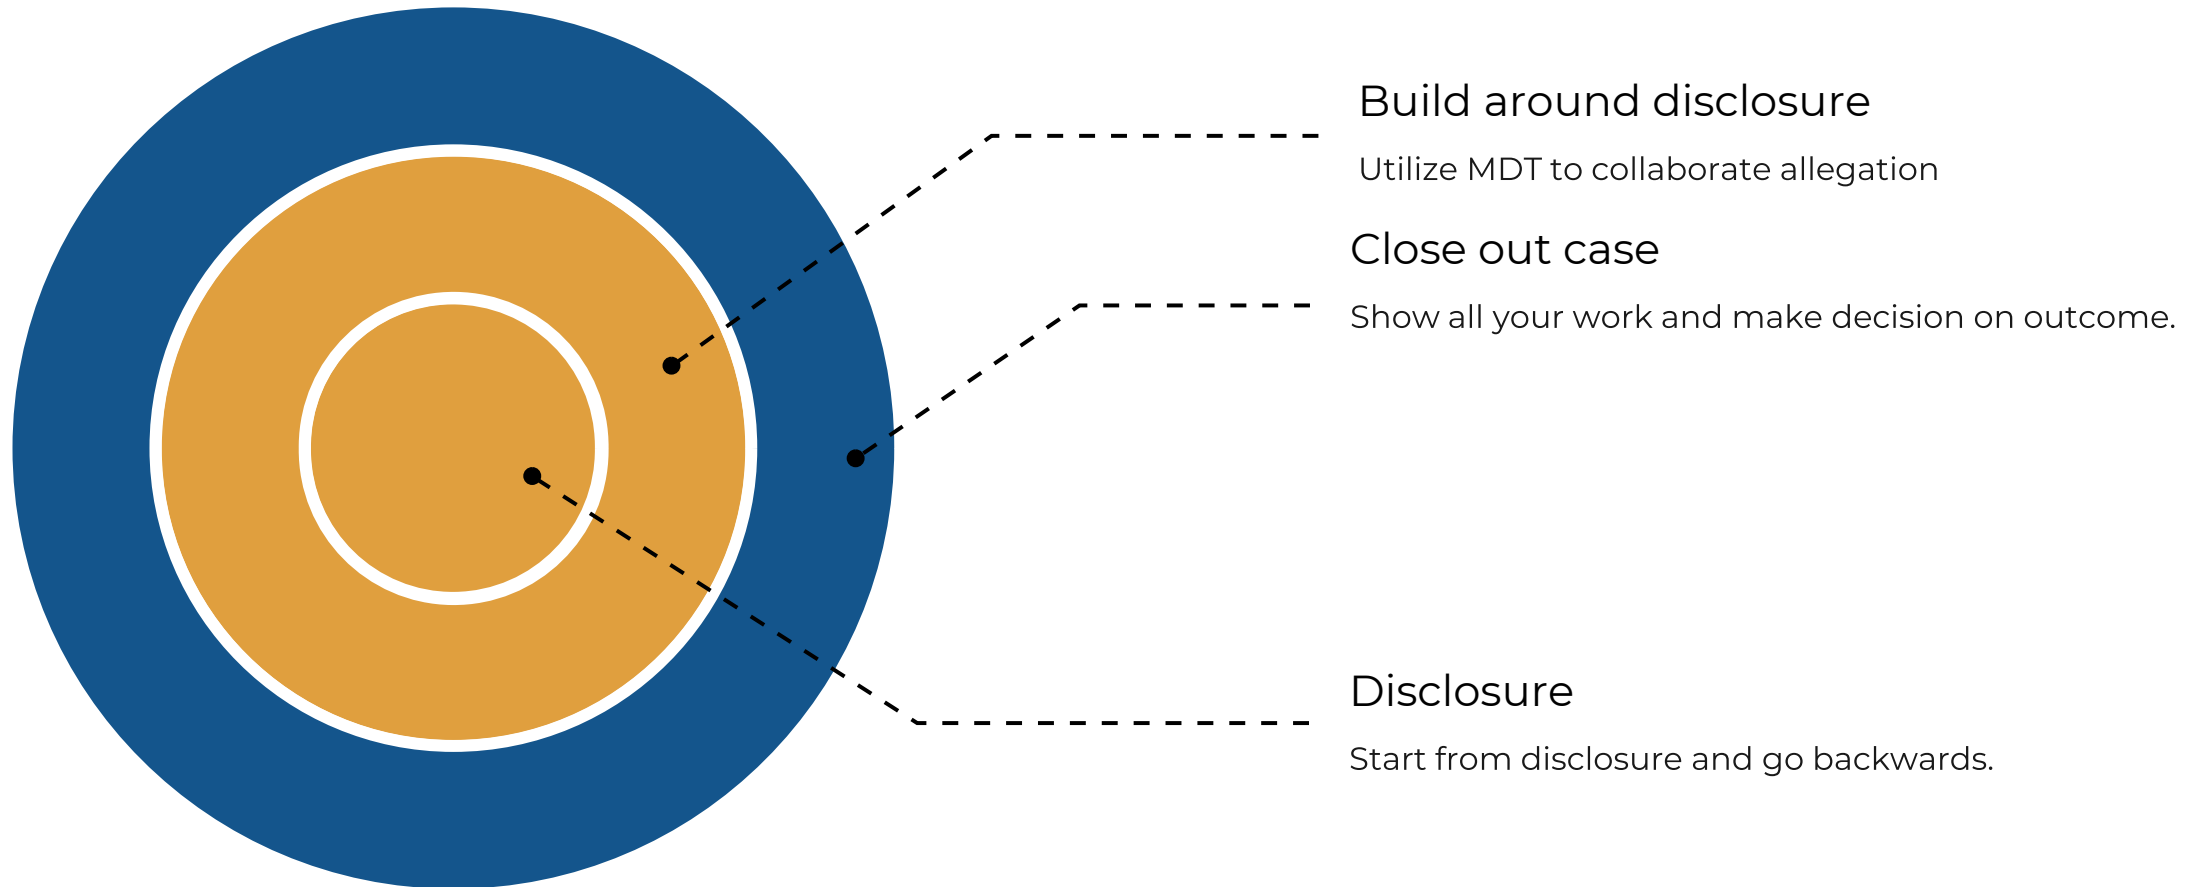 Build around disclosure
Utilize MDT to collaborate allegation
Close out case
Show all your work and make decision on outcome.
Disclosure
Start from disclosure and go backwards.